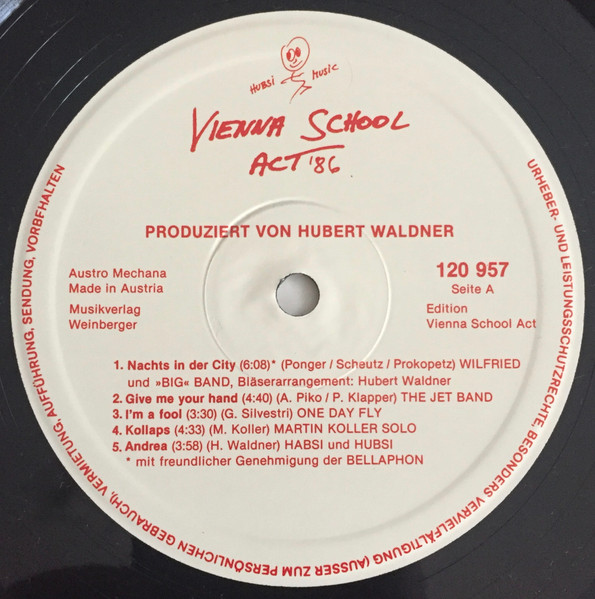 HUBSI MUSIC
VIENNA SCHOOL
ACT '86
PRODUZIERT VON HUBERT WALDNER
Austro Mechana
Made in Austria
Musikverlag
Weinberger
120 957
Seite A
Edition
Vienna School Act
1. Nachts in der City (6:08)* (Ponger / Scheutz / Prokopetz) WILFRIED
und »BIG« BAND, Bläserarrangement: Hubert Waldner
2. Give me your hand (4:40) (A. Piko / P. Klapper) THE JET BAND
3. I'm a fool (3:30) (G. Silvestri) ONE DAY FLY
4. Kollaps (4:33) (M. Koller) MARTIN KOLLER SOLO
5. Andrea (3:58) (H. Waldner) HABSI und HUBSI
* mit freundlicher Genehmigung der BELLAPHON
URHEBER- UND LEISTUNGSSCHUTZRECHTE, BESONDERS VERVIELFÄLTIGUNG (AUSSER ZUM PERSÖNLICHEN GEBRAUCH), VERMIETUNG, AUFFÜHRUNG, SENDUNG, VORBFHALTEN